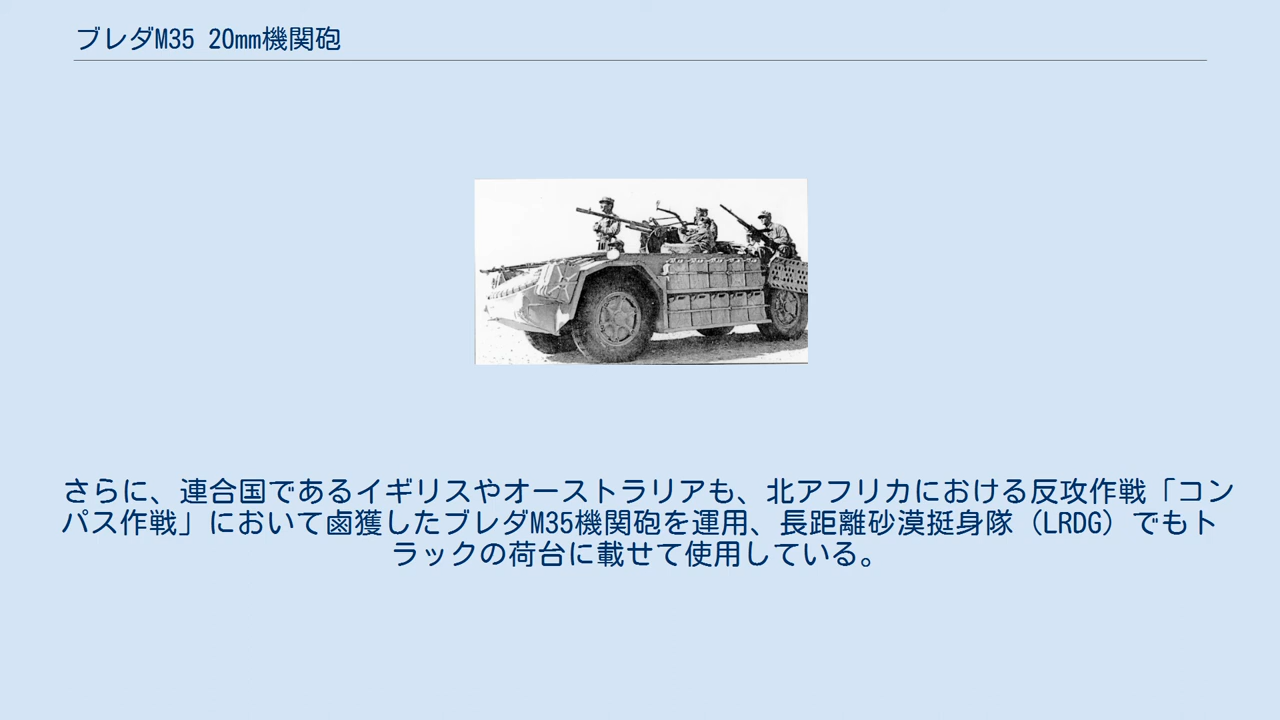 ブレダM35 20mm機関砲
さらに、連合国であるイギリスやオーストラリアも、北アフリカにおける反攻作戦「コン
パス作戦」において鹵獲したブレダM35機関砲を運用、長距離砂漠挺身隊（LRDG）でもト
ラックの荷台に載せて使用している。